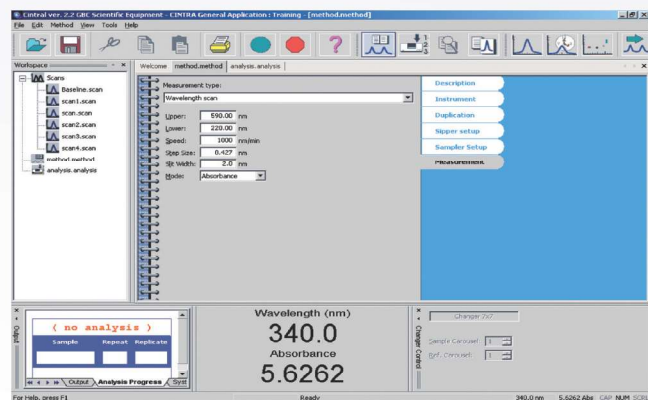 Cintral ver. 2.2 GBC Scientific Equipment - CINTRA General Application : Training - [method.method]
File Edit Method View Tools Help
Workspace
Welcome method.method analysis.analysis
Scans
Baseline.scan
scan1.scan
scan.scan
scan2.scan
scan3.scan
scan4.scan
method.method
analysis.analysis
Measurement type:
Wavelength scan
Upper: 590.00 nm
Lower: 220.00 nm
Speed: 1000 nm/min
Step Size: 0.427 nm
Slit Width: 2.0 nm
Mode: Absorbance
Description
Instrument
Duplication
Sipper setup
Sampler Setup
Measurement
Output
( no analysis )
Sample Repeat Replicate
Output Analysis Progress Syst
Wavelength (nm)
340.0
Absorbance
5.6262
Changer Control
Changer 7x7
Sample Carousel: 1
Ref. Carousel: 1
For Help, press F1 Ready 340.0 nm 5.6262 Abs CAP NUM SCRL